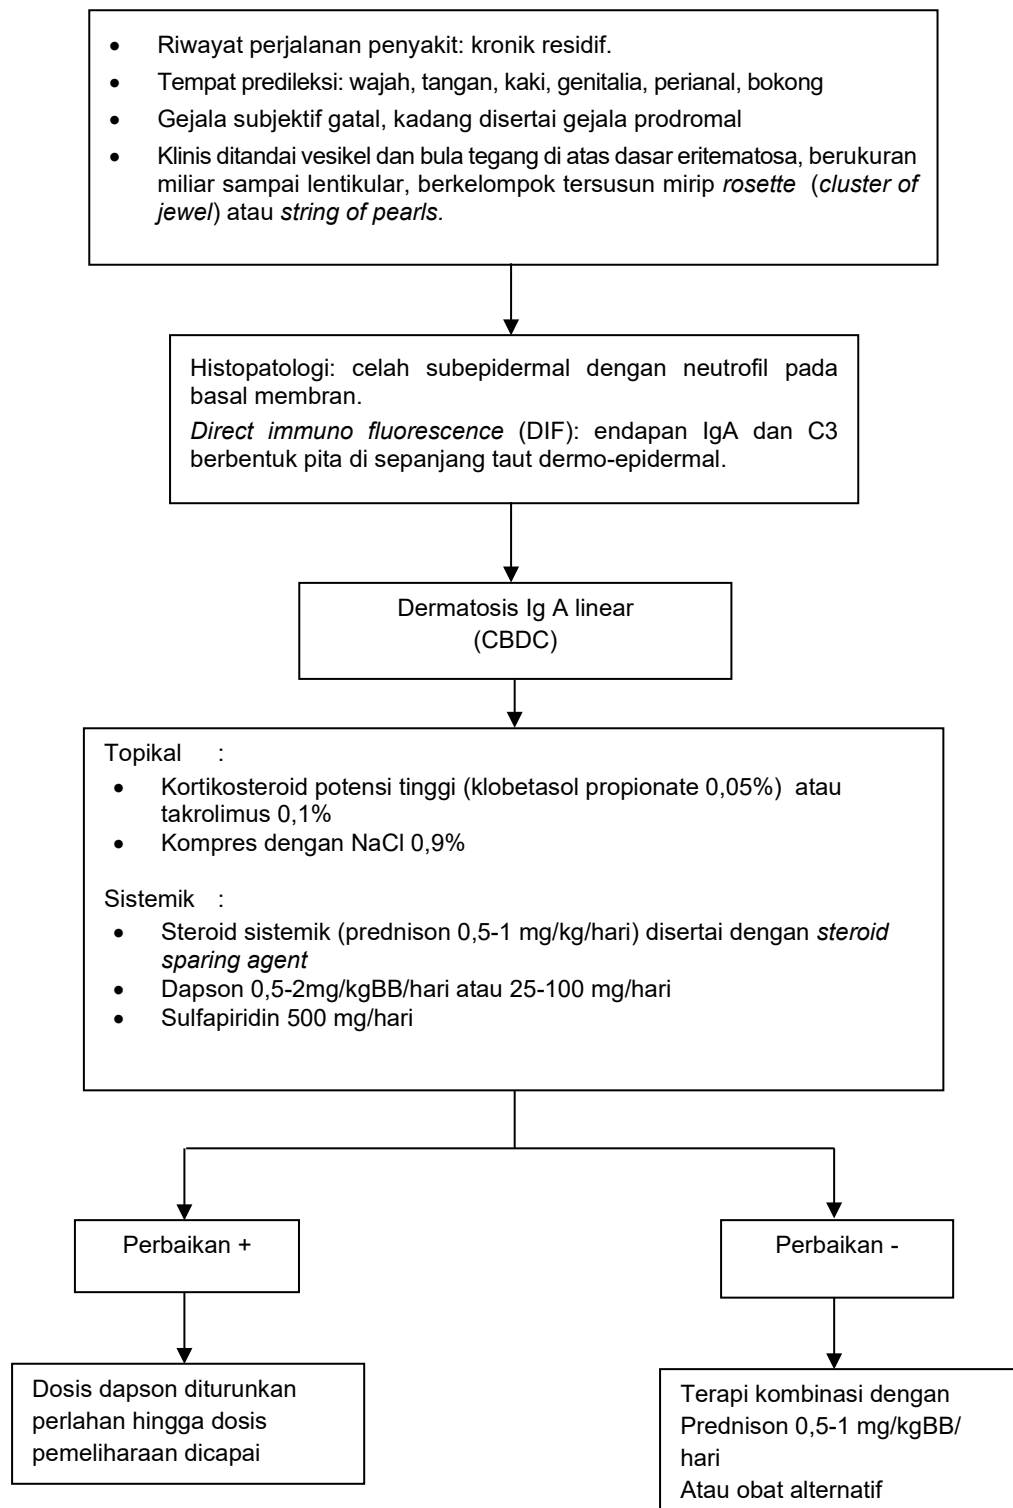 • Riwayat perjalanan penyakit: kronik residif.
• Tempat predileksi: wajah, tangan, kaki, genitalia, perianal, bokong
• Gejala subjektif gatal, kadang disertai gejala prodromal
• Klinis ditandai vesikel dan bula tegang di atas dasar eritematosa, berukuran
miliar sampai lentikular, berkelompok tersusun mirip rosette (cluster of
jewel) atau string of pearls.
Histopatologi: celah subepidermal dengan neutrofil pada
basal membran.
Direct immuno fluorescence (DIF): endapan IgA dan C3
berbentuk pita di sepanjang taut dermo-epidermal.
Dermatosis Ig A linear
(CBDC)
Topikal :
• Kortikosteroid potensi tinggi (klobetasol propionate 0,05%) atau
takrolimus 0,1%
• Kompres dengan NaCl 0,9%
Sistemik :
• Steroid sistemik (prednison 0,5-1 mg/kg/hari) disertai dengan steroid
sparing agent
• Dapson 0,5-2mg/kgBB/hari atau 25-100 mg/hari
• Sulfapiridin 500 mg/hari
Perbaikan +
Perbaikan -
Dosis dapson diturunkan
perlahan hingga dosis
pemeliharaan dicapai
Terapi kombinasi dengan
Prednison 0,5-1 mg/kgBB/
hari
Atau obat alternatif